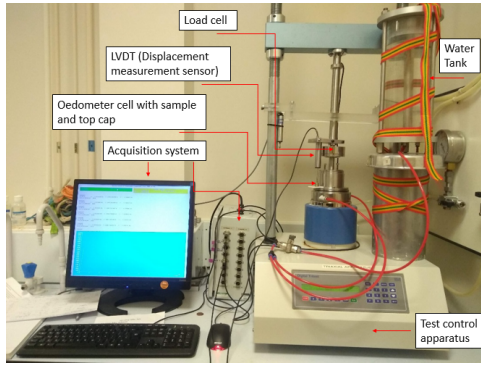 Load cell
LVDT (Displacement
measurement sensor)
Water
Tank
Oedometer cell with sample
and top cap
Acquisition system
Test control
apparatus